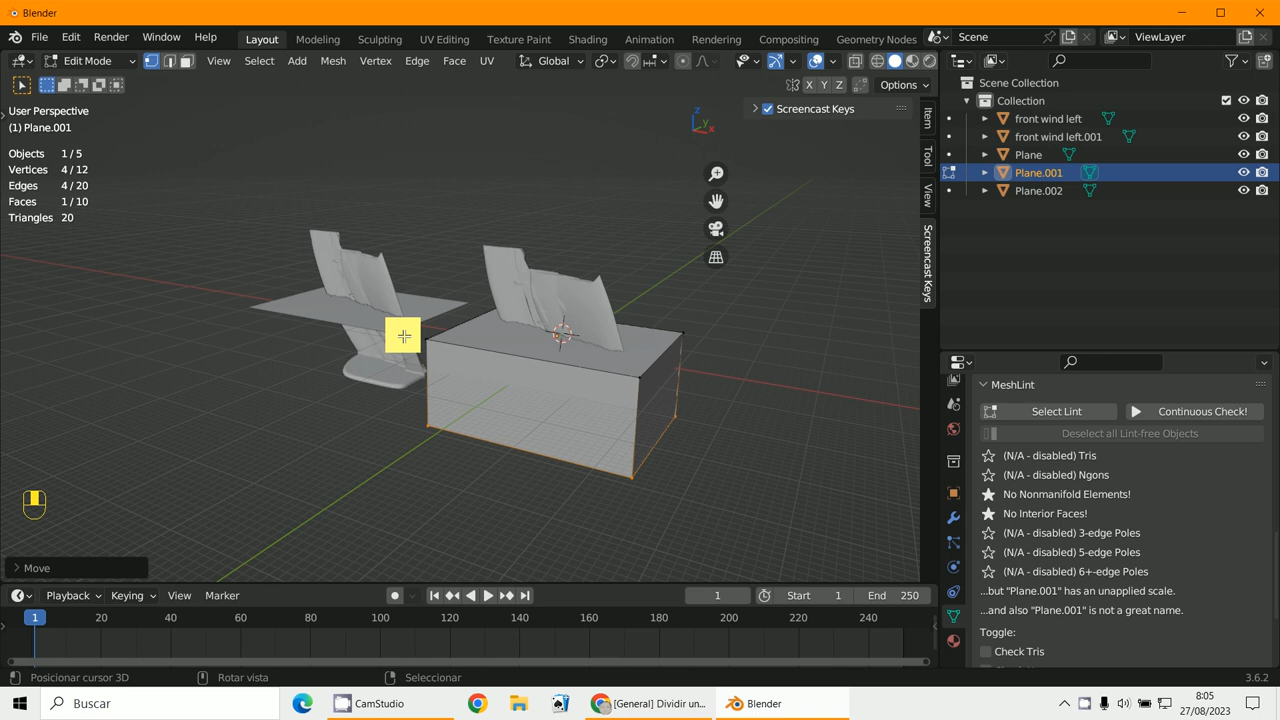 Blender
File Edit Render Window Help Layout Modeling Sculpting UV Editing Texture Paint Shading Animation Rendering Compositing Geometry Nodes Scene ViewLayer
Edit Mode View Select Add Mesh Vertex Edge Face UV Global
X Y Z Options
User Perspective
(1) Plane.001
Objects 1 / 5
Vertices 4 / 12
Edges 4 / 20
Faces 1 / 10
Triangles 20
Z
Y
X
Screencast Keys
Item
Tool
View
Screencast Keys
Move
Scene Collection
Collection
front wind left
front wind left.001
Plane
Plane.001
Plane.002
MeshLint
Select Lint Continuous Check!
Deselect all Lint-free Objects
(N/A - disabled) Tris
(N/A - disabled) Ngons
No Nonmanifold Elements!
No Interior Faces!
(N/A - disabled) 3-edge Poles
(N/A - disabled) 5-edge Poles
(N/A - disabled) 6+-edge Poles
...but "Plane.001" has an unapplied scale.
...and also "Plane.001" is not a great name.
Toggle:
Check Tris
Playback Keying View Marker 1 Start 1 End 250
1 20 40 60 80 100 120 140 160 180 200 220 240
Posicionar cursor 3D Rotar vista Seleccionar 3.6.2
Buscar CamStudio [General] Dividir un... Blender 8:05
27/08/2023